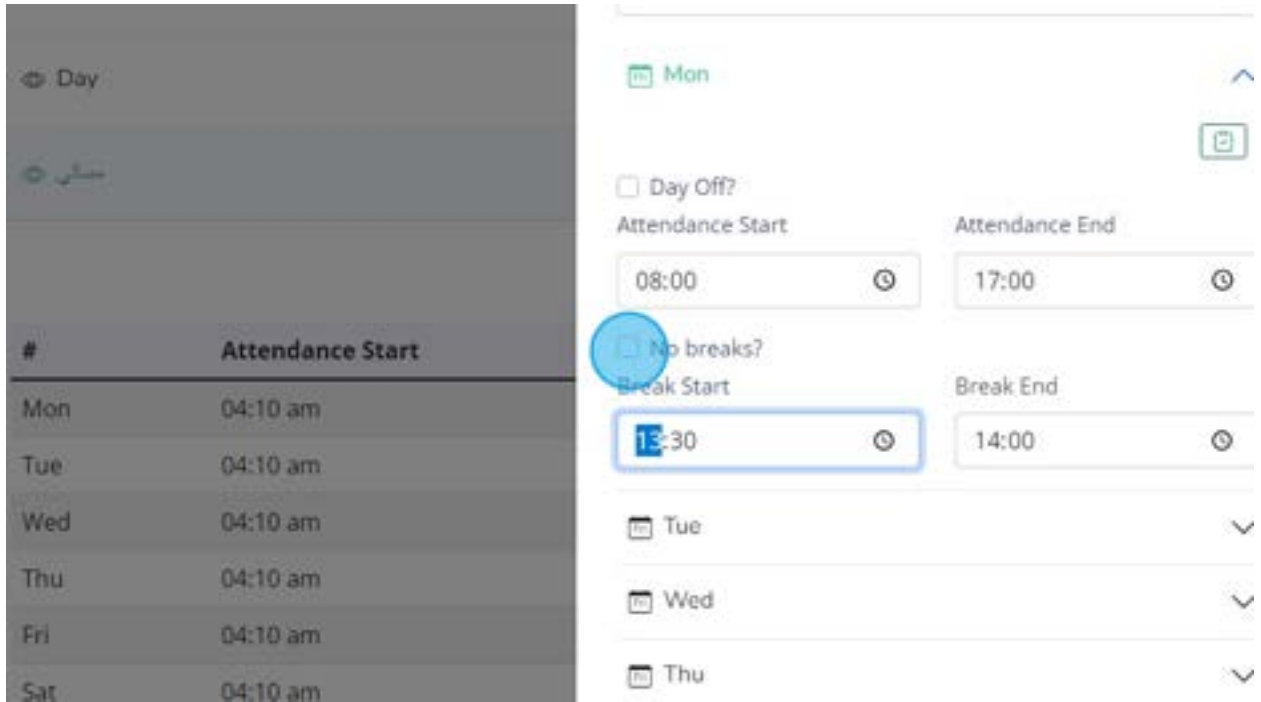 Day
# Attendance Start
Mon 04:10 am
Tue 04:10 am
Wed 04:10 am
Thu 04:10 am
Fri 04:10 am
Sat 04:10 am
Mon
Day Off?
Attendance Start Attendance End
08:00 17:00
No breaks?
Break Start Break End
13:30 14:00
Tue
Wed
Thu